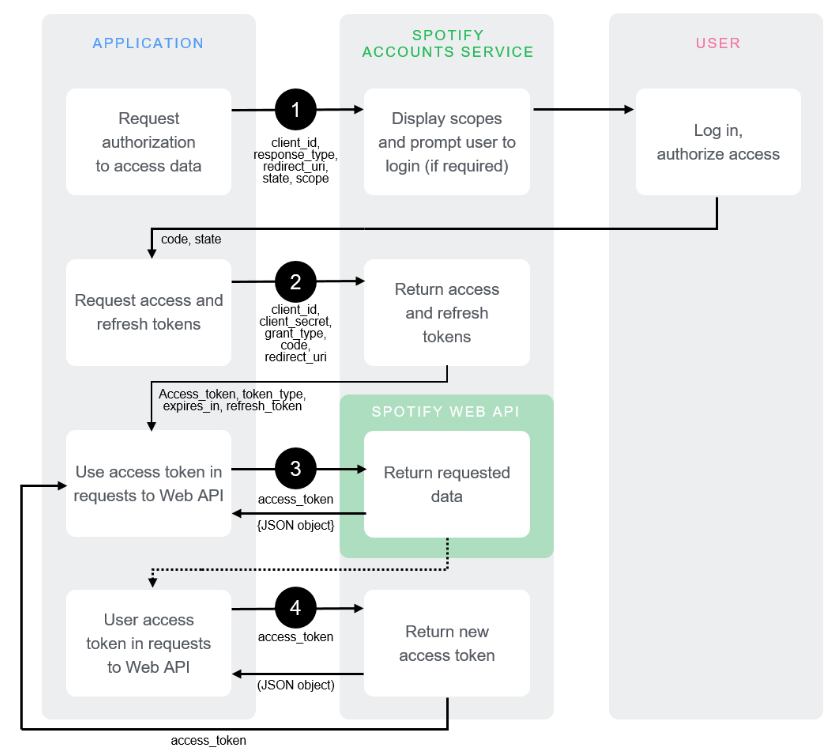 APPLICATION
SPOTIFY
ACCOUNTS SERVICE
USER
Request
authorization
to access data
1
client_id,
response_type,
redirect_uri,
state, scope
Display scopes
and prompt user to
login (if required)
Log in,
authorize access
code, state
Request access and
refresh tokens
2
client_id,
client_secret,
grant_type,
code,
redirect_uri
Return access
and refresh
tokens
Access_token, token_type,
expires_in, refresh_token
SPOTIFY WEB API
Use access token in
requests to Web API
3
access_token
{JSON object}
Return requested
data
User access
token in requests
to Web API
4
access_token
(JSON object)
Return new
access token
access_token